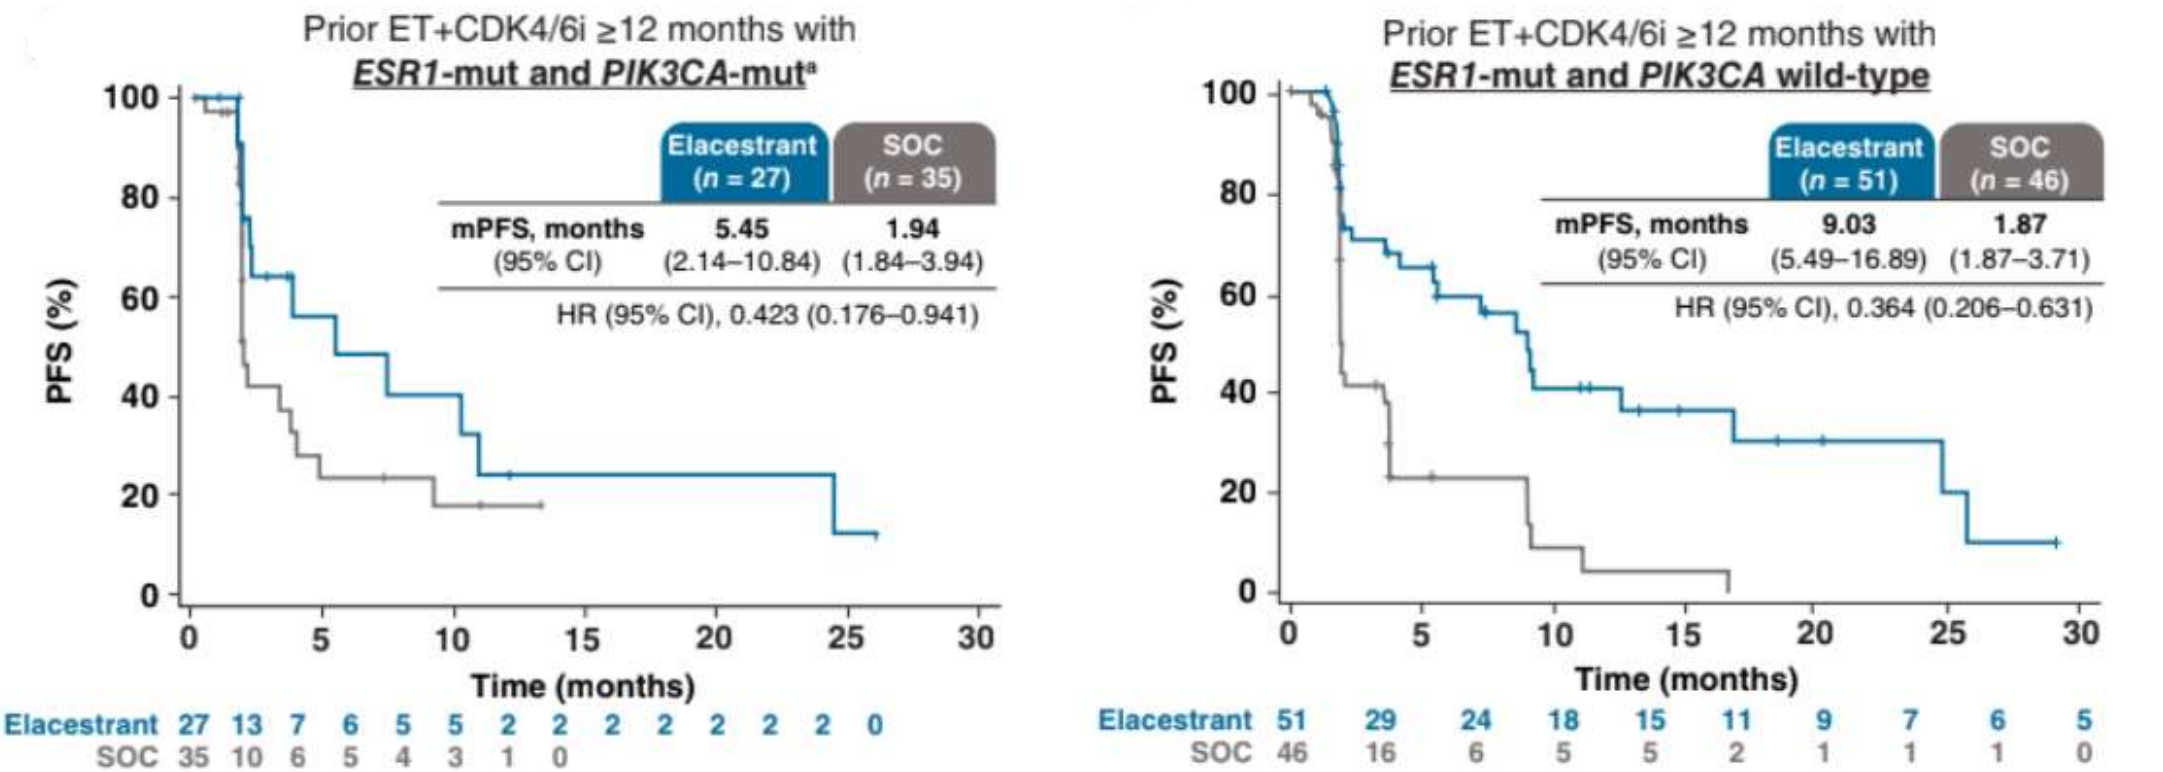 Prior ET+CDK4/6i ≥12 months with
ESR1-mut and PIK3CA-mutᵃ
Elacestrant SOC
(n = 27) (n = 35)
mPFS, months 5.45 1.94
(95% CI) (2.14–10.84) (1.84–3.94)
HR (95% CI), 0.423 (0.176–0.941)
PFS (%)
100
80
60
40
20
0
0 5 10 15 20 25 30
Time (months)
Elacestrant 27 13 7 6 5 5 2 2 2 2 2 2 2 0
SOC 35 10 6 5 4 3 1 0
Prior ET+CDK4/6i ≥12 months with
ESR1-mut and PIK3CA wild-type
Elacestrant SOC
(n = 51) (n = 46)
mPFS, months 9.03 1.87
(95% CI) (5.49–16.89) (1.87–3.71)
HR (95% CI), 0.364 (0.206–0.631)
PFS (%)
100
80
60
40
20
0
0 5 10 15 20 25 30
Time (months)
Elacestrant 51 29 24 18 15 11 9 7 6 5
SOC 46 16 6 5 5 2 1 1 1 0